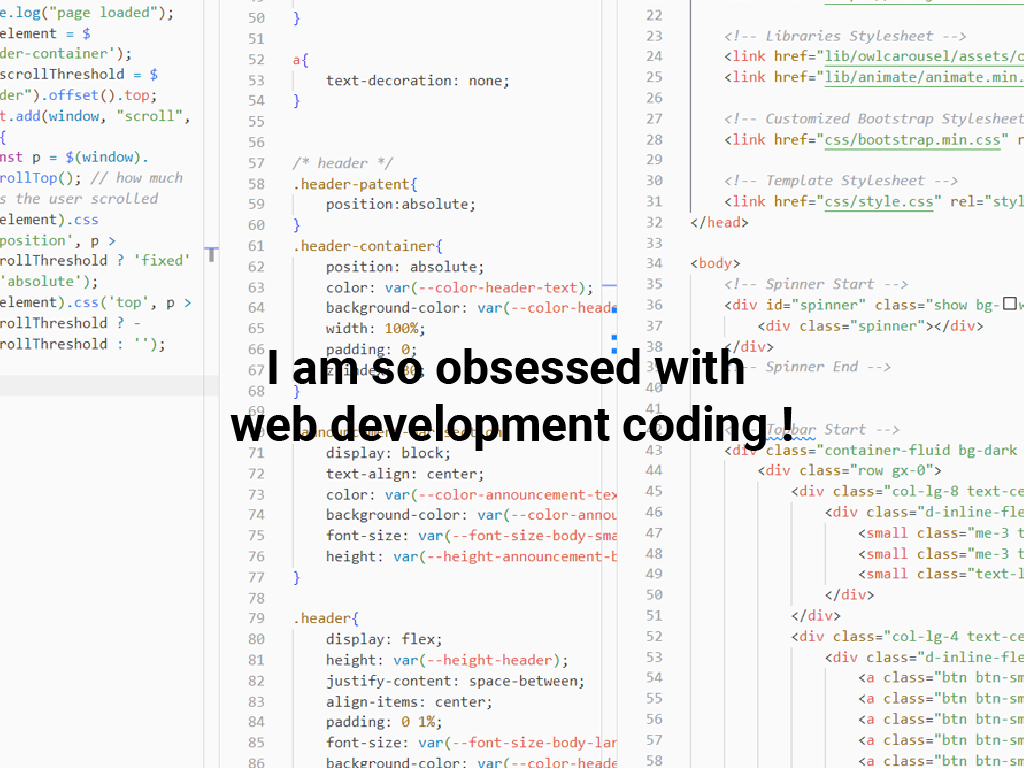 e.log("page loaded");
element = $
der-container');
scrollThreshold = $
der").offset().top;
t.add(window, "scroll",
{
nst p = $(window).
rollTop(); // how much
s the user scrolled
element).css
position", p >
rollThreshold ? 'fixed'
'absolute');
element).css('top', p >
rollThreshold ? -
rollThreshold : "");
50 }
51
52 a{
53 text-decoration: none;
54 }
55
56
57 /* header */
58 .header-patent{
59 position:absolute;
60 }
61 .header-container{
62 position: absolute;
63 color: var(--color-header-text);
64 background-color: var(--color-heade
65 width: 100%;
66 padding: 0;
67
68 }
69
71 display: block;
72 text-align: center;
73 color: var(--color-announcement-tex
74 background-color: var(--color-annou
75 font-size: var(--font-size-body-sma
76 height: var(--height-announcement-b
77 }
78
79 .header{
80 display: flex;
81 height: var(--height-header);
82 justify-content: space-between;
83 align-items: center;
84 padding: 0 1%;
85 font-size: var(--font-size-body-lar
86 background-color: var(--color-heade
T
22
23 <!-- Libraries Stylesheet -->
24 <link href="lib/owlcarousel/assets/o
25 <link href="lib/animate/animate.min.
26
27 <!-- Customized Bootstrap Stylesheet
28 <link href="css/bootstrap.min.css" r
29
30 <!-- Template Stylesheet -->
31 <link href="css/style.css" rel="styl
32 </head>
33
34 <body>
35 <!-- Spinner Start -->
36 <div id="spinner" class="show bg-w
37 <div class="spinner"></div>
38 </div>
<!-- Spinner End -->
40
41
Topbar Start -->
43 <div class="container-fluid bg-dark
44 <div class="row gx-0">
45 <div class="col-lg-8 text-ce
46 <div class="d-inline-fle
47 <small class="me-3 t
48 <small class="me-3 t
49 <small class="text-l
50 </div>
51 </div>
52 <div class="col-lg-4 text-ce
53 <div class="d-inline-fle
54 <a class="btn btn-sm
55 <a class="btn btn-sm
56 <a class="btn btn-sm
57 <a class="btn btn-sm
58 <a class="btn btn-sm
I am so obsessed with
web development coding !